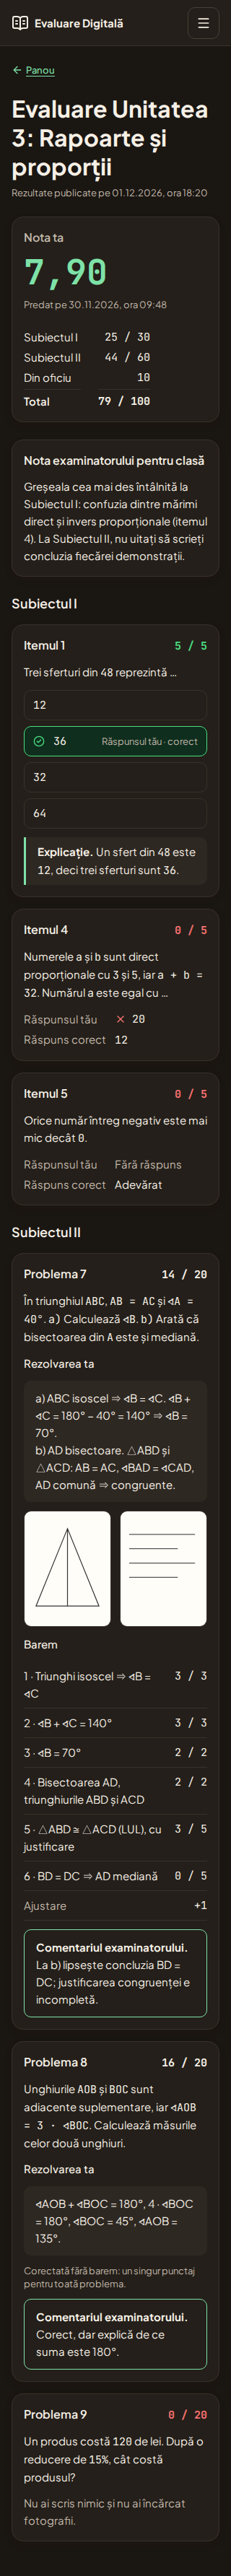 Evaluare Digitală
← Panou
Evaluare Unitatea
3: Rapoarte și
proporții
Rezultate publicate pe 01.12.2026, ora 18:20
Nota ta
7,90
Predat pe 30.11.2026, ora 09:48
Subiectul I 25 / 30
Subiectul II 44 / 60
Din oficiu 10
Total 79 / 100
Nota examinatorului pentru clasă
Greșeala cea mai des întâlnită la
Subiectul I: confuzia dintre mărimi
direct și invers proporționale (itemul
4). La Subiectul II, nu uitați să scrieți
concluzia fiecărei demonstrații.
Subiectul I
Itemul 1 5 / 5
Trei sferturi din 48 reprezintă …
12
36 Răspunsul tău · corect
32
64
Explicație. Un sfert din 48 este
12, deci trei sferturi sunt 36.
Itemul 4 0 / 5
Numerele a și b sunt direct
proporționale cu 3 și 5, iar a + b =
32. Numărul a este egal cu …
Răspunsul tău × 20
Răspuns corect 12
Itemul 5 0 / 5
Orice număr întreg negativ este mai
mic decât 0.
Răspunsul tău Fără răspuns
Răspuns corect Adevărat
Subiectul II
Problema 7 14 / 20
În triunghiul ABC, AB = AC și ∢A =
40°. a) Calculează ∢B. b) Arată că
bisectoarea din A este și mediană.
Rezolvarea ta
a) ABC isoscel ⇒ ∢B = ∢C. ∢B +
∢C = 180° − 40° = 140° ⇒ ∢B =
70°.
b) AD bisectoare. △ABD și
△ACD: AB = AC, ∢BAD = ∢CAD,
AD comună ⇒ congruente.
Barem
1 · Triunghi isoscel ⇒ ∢B = 3 / 3
∢C
2 · ∢B + ∢C = 140° 3 / 3
3 · ∢B = 70° 2 / 2
4 · Bisectoarea AD, 2 / 2
triunghiurile ABD și ACD
5 · △ABD ≅ △ACD (LUL), cu 3 / 5
justificare
6 · BD = DC ⇒ AD mediană 0 / 5
Ajustare +1
Comentariul examinatorului.
La b) lipsește concluzia BD =
DC; justificarea congruenței e
incompletă.
Problema 8 16 / 20
Unghiurile AOB și BOC sunt
adiacente suplementare, iar ∢AOB
= 3 · ∢BOC. Calculează măsurile
celor două unghiuri.
Rezolvarea ta
∢AOB + ∢BOC = 180°, 4 · ∢BOC
= 180°, ∢BOC = 45°, ∢AOB =
135°.
Corectată fără barem: un singur punctaj
pentru toată problema.
Comentariul examinatorului.
Corect, dar explică de ce
suma este 180°.
Problema 9 0 / 20
Un produs costă 120 de lei. După o
reducere de 15%, cât costă
produsul?
Nu ai scris nimic și nu ai încărcat
fotografii.